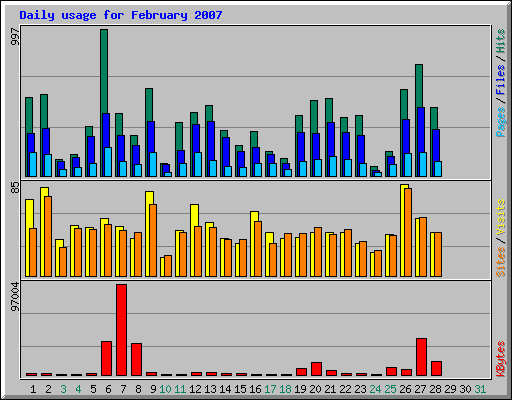 Daily usage for February 2007
997
Pages / Files / Hits
85
Sites / Visits
97004
KBytes
1 2 3 4 5 6 7 8 9 10 11 12 13 14 15 16 17 18 19 20 21 22 23 24 25 26 27 28 29 30 31